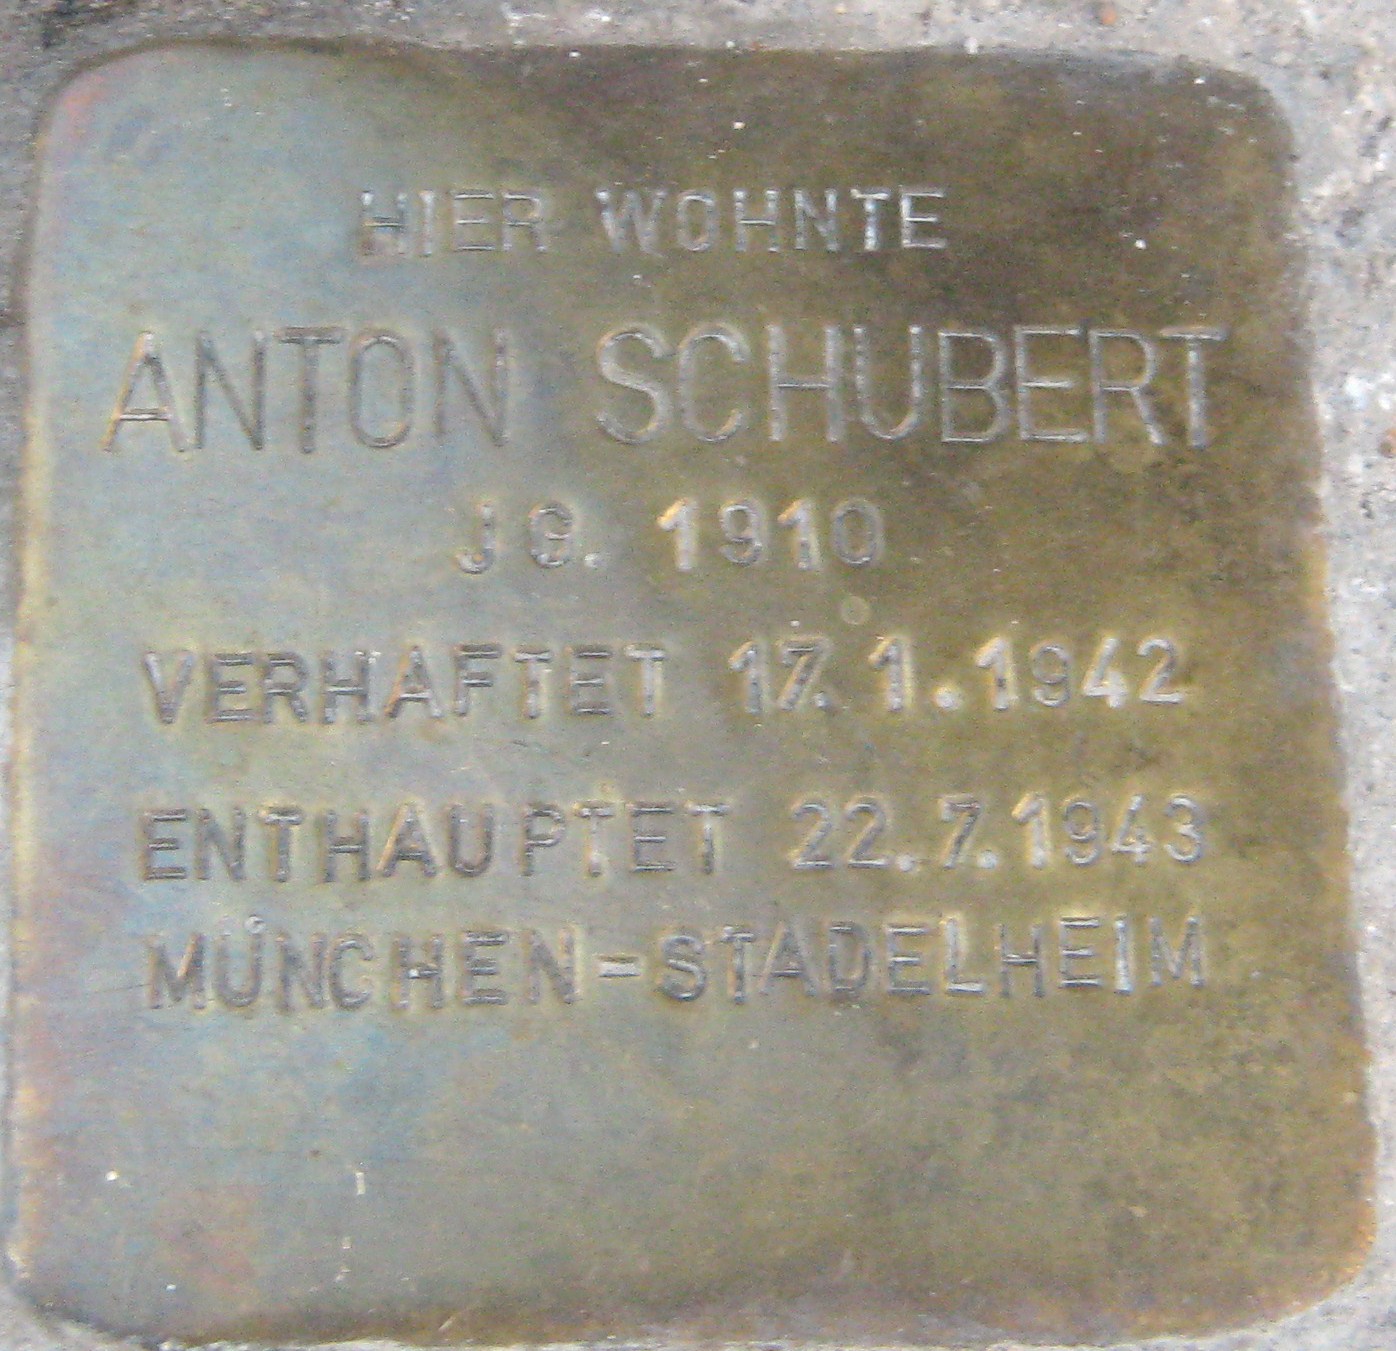 HIER WOHNTE
ANTON SCHUBERT
JG. 1910
VERHAFTET 17.1.1942
ENTHAUPTET 22.7.1943
MÜNCHEN-STADELHEIM